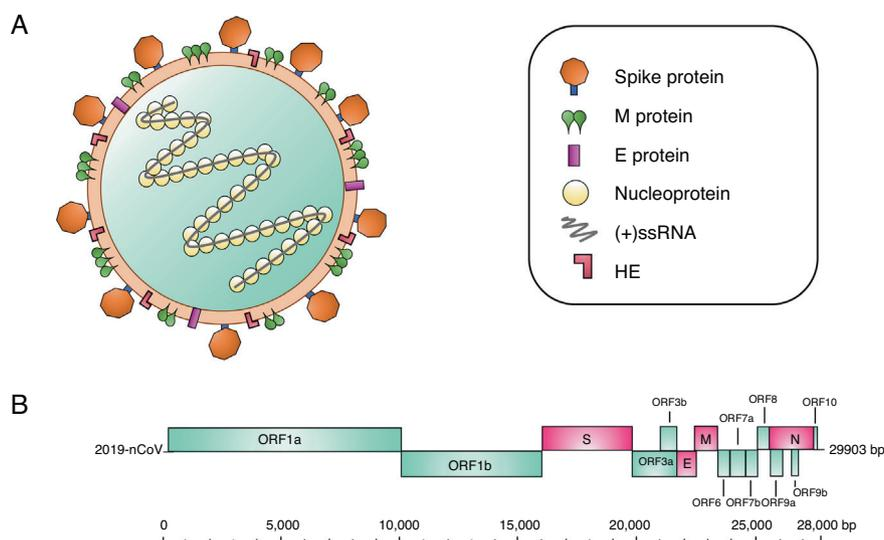 A
Spike protein
M protein
E protein
Nucleoprotein
(+)ssRNA
HE
B
ORF3b
ORF8
ORF10
ORF7a
2019-nCoV
ORF1a
S
M
N
29903 bp
ORF1b
ORF3a
E
ORF6
ORF7b
ORF9a
ORF9b
0 5,000 10,000 15,000 20,000 25,000 28,000 bp